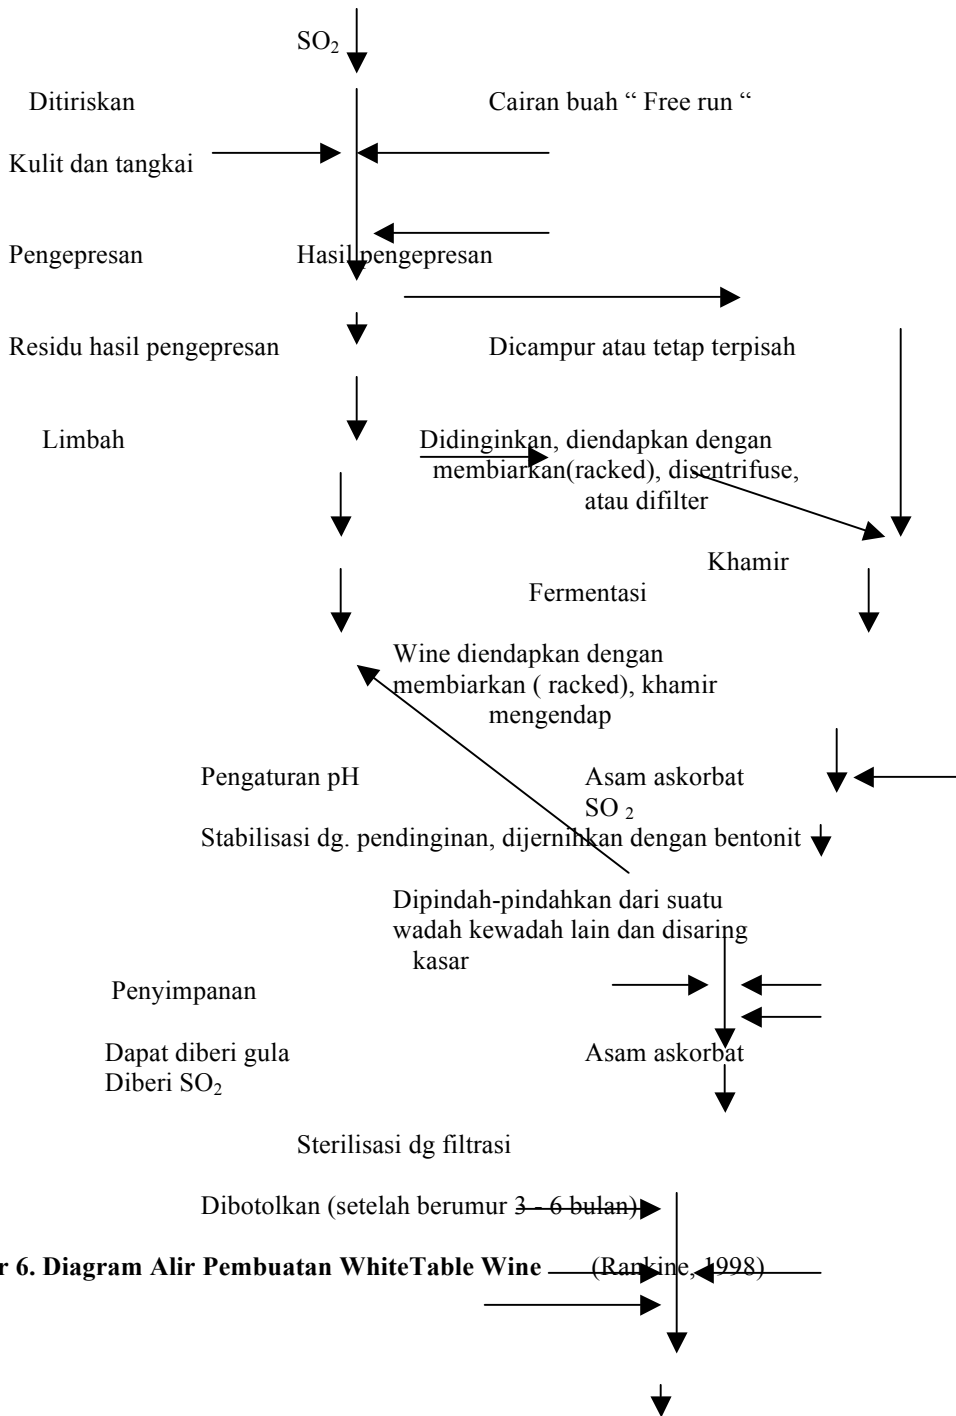 SO₂
Ditiriskan Cairan buah “ Free run “
Kulit dan tangkai
Pengepresan Hasil pengepresan
Residu hasil pengepresan Dicampur atau tetap terpisah
Limbah Didinginkan, diendapkan dengan
membiarkan(racked), disentrifuse,
atau difilter
Khamir
Fermentasi
Wine diendapkan dengan
membiarkan ( racked), khamir
mengendap
Pengaturan pH Asam askorbat
SO ₂
Stabilisasi dg. pendinginan, dijernihkan dengan bentonit
Dipindah-pindahkan dari suatu
wadah kewadah lain dan disaring
kasar
Penyimpanan
Dapat diberi gula Asam askorbat
Diberi SO₂
Sterilisasi dg filtrasi
Dibotolkan (setelah berumur 3 - 6 bulan)
r 6. Diagram Alir Pembuatan WhiteTable Wine (Rankine, 1998)